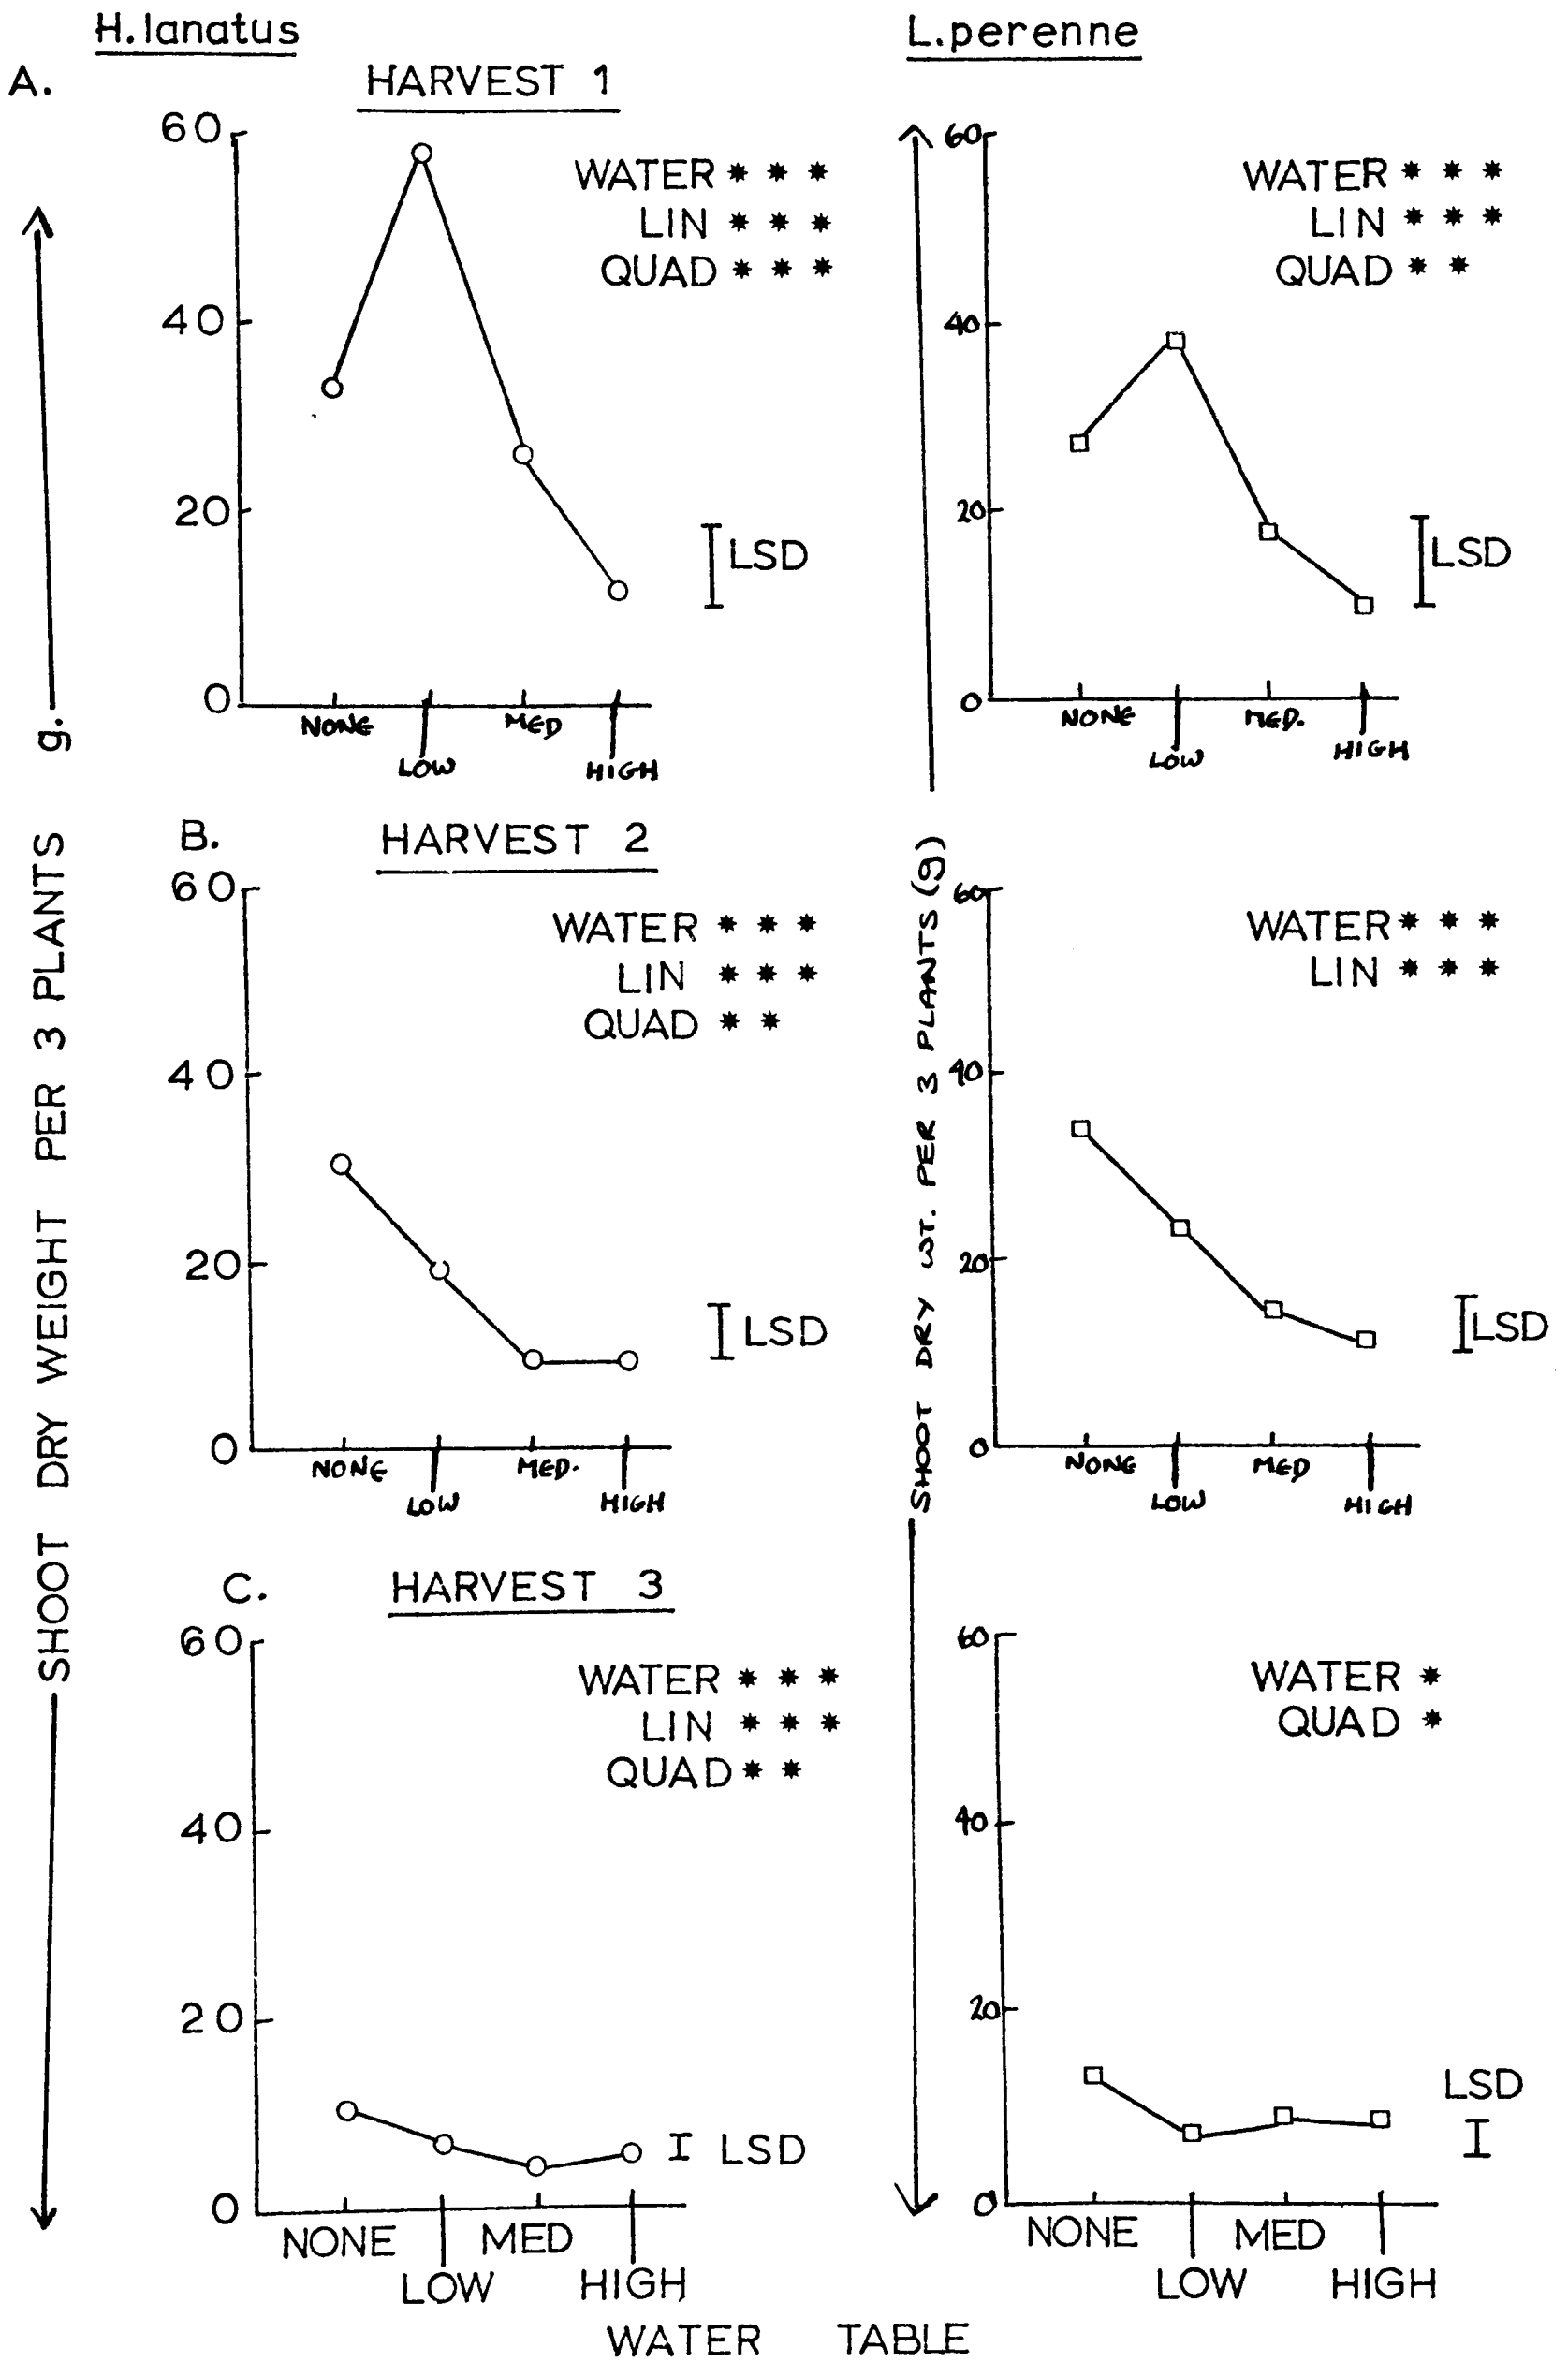 H.lanatus
L.perenne
A.
HARVEST 1
60
40
20
0
WATER * * *
LIN * * *
QUAD * * *
LSD
NONE
LOW
MED
HIGH
60
40
20
0
WATER * * *
LIN * * *
QUAD * *
LSD
NONE
LOW
MED.
HIGH
SHOOT DRY WEIGHT PER 3 PLANTS g.
SHOOT DRY WT. PER 3 PLANTS (g)
B.
HARVEST 2
60
40
20
0
WATER * * *
LIN * * *
QUAD * *
LSD
NONE
LOW
MED.
HIGH
60
40
20
0
WATER * * *
LIN * * *
LSD
NONE
LOW
MED
HIGH
C.
HARVEST 3
60
40
20
0
WATER * * *
LIN * * *
QUAD * *
LSD
NONE
LOW
MED
HIGH
60
40
20
0
WATER *
QUAD *
LSD
NONE
LOW
MED
HIGH
WATER TABLE